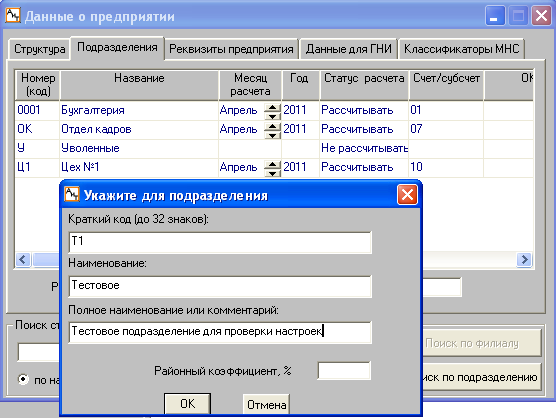 Данные о предприятии
Структура Подразделения Реквизиты предприятия Данные для ГНИ Классификаторы МНС
Номер (код) Название Месяц расчета Год Статус расчета Счет/субсчет
0001 Бухгалтерия Апрель 2011 Рассчитывать 01
ОК Отдел кадров Апрель 2011 Рассчитывать 07
У Уволенные Не рассчитывать
Ц1 Цех №1 Апрель 2011 Рассчитывать 10
Укажите для подразделения
Краткий код (до 32 знаков):
Т1
Наименование:
Тестовое
Полное наименование или комментарий:
Тестовое подразделение для проверки настроек
Районный коэффициент, %
OK Отмена
Поиск ст
Поиск по филиалу
по на
иск по подразделению